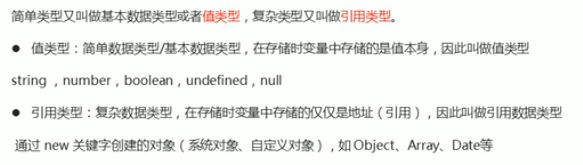 简单类型又叫做基本数据类型或者值类型，复杂类型又叫做引用类型。
● 值类型：简单数据类型/基本数据类型，在存储时变量中存储的是值本身，因此叫做值类型
string ，number，boolean，undefined，null
● 引用类型：复杂数据类型，在存储时变量中存储的仅仅是地址（引用），因此叫做引用数据类型
通过 new 关键字创建的对象（系统对象、自定义对象），如 Object、Array、Date等